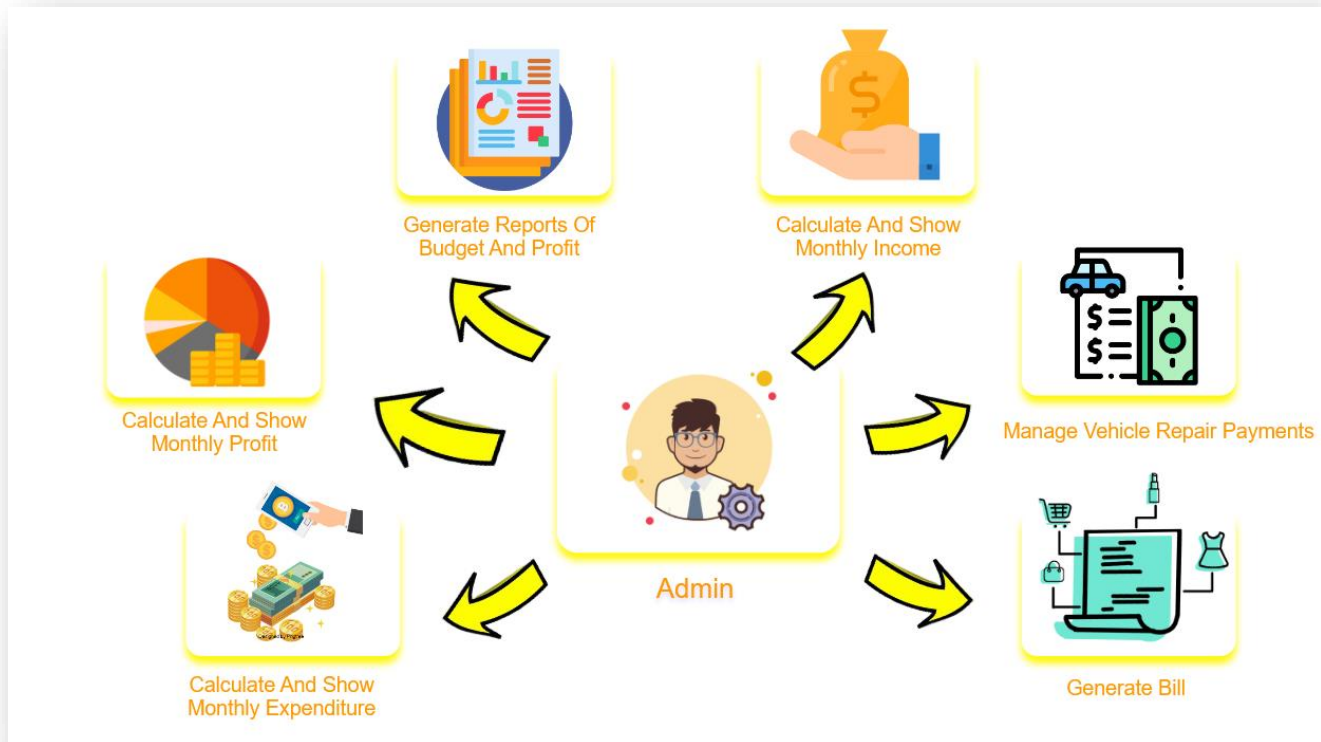 Generate Reports Of
Budget And Profit
Calculate And Show
Monthly Income
Calculate And Show
Monthly Profit
Manage Vehicle Repair Payments
Admin
Calculate And Show
Monthly Expenditure
Generate Bill